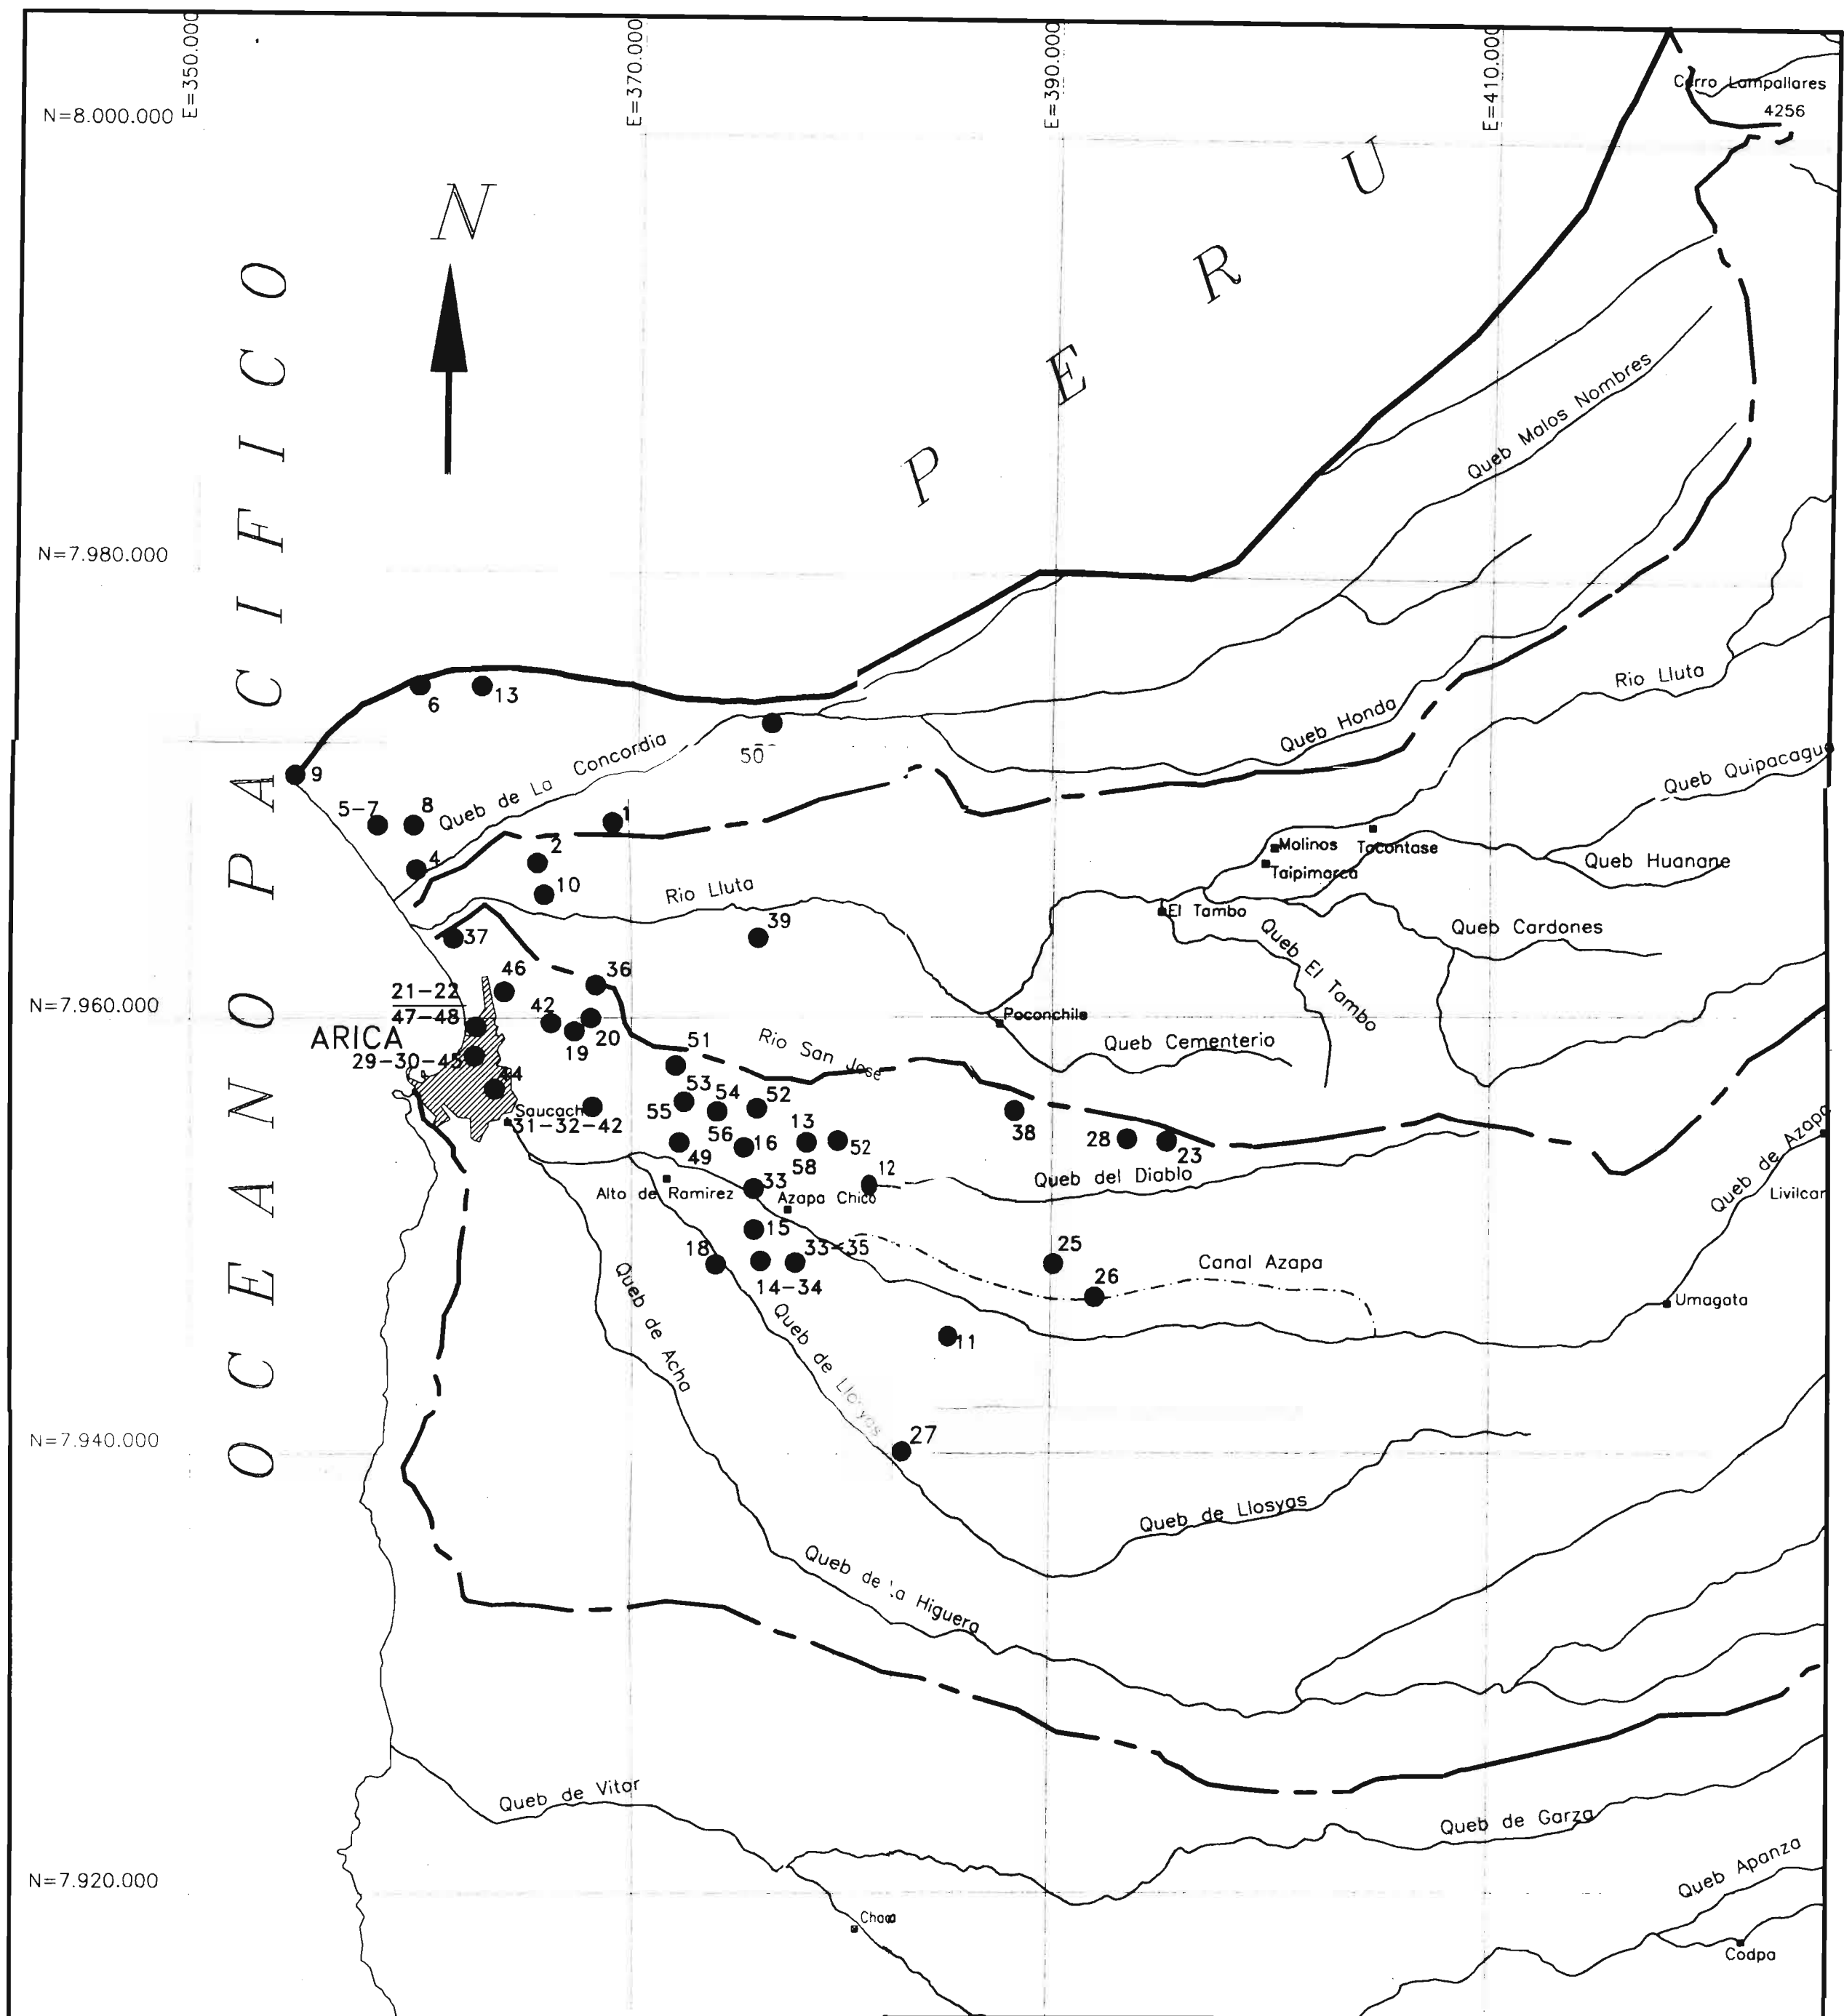 E=350.000
E=370.000
E=390.000
E=410.000
N=8.000.000
Cerro Lampallares
4256
N
PERU
OCEANO PACIFICO
Queb Malos Nombres
N=7.980.000
6
13
Rio Lluta
50
Queb Honda
Queb de La Concordia
9
Queb Quipacagua
5-7
8
1
4
2
Molinos
Tacontase
Queb Huanane
Taipimarca
10
Rio Lluta
El Tambo
37
39
Queb Cardones
Queb El Tambo
46
36
21-22
N=7.960.000
47-48
42
20
Poconchile
ARICA
19
51
Rio San Jose
Queb Cementerio
29-30-45
44
53
54
52
Saucach
55
31-32-42
56
16
13
52
38
28
23
Queb de Azapa
49
58
12
Queb del Diablo
Alto de Ramirez
33
Azapa Chico
Livilcar
15
18
33-35
25
Canal Azapa
14-34
26
Umagata
Queb de Acha
Queb de Llosyas
11
27
N=7.940.000
Queb de Llosyas
Queb de La Higuera
Queb de Vitor
Queb de Garza
N=7.920.000
Queb Apanza
Codpa